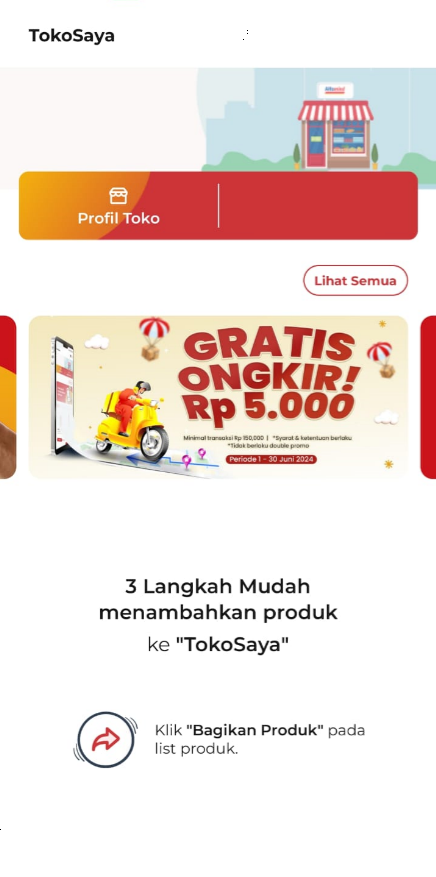 TokoSaya
Profil Toko
Lihat Semua
GRATIS
ONGKIR!
Rp 5.000
Minimal transaksi Rp 150,000 | *Syarat & ketentuan berlaku
*Tidak berlaku double promo
Periode 1 - 30 Juni 2024
3 Langkah Mudah
menambahkan produk
ke "TokoSaya"
Klik "Bagikan Produk" pada
list produk.